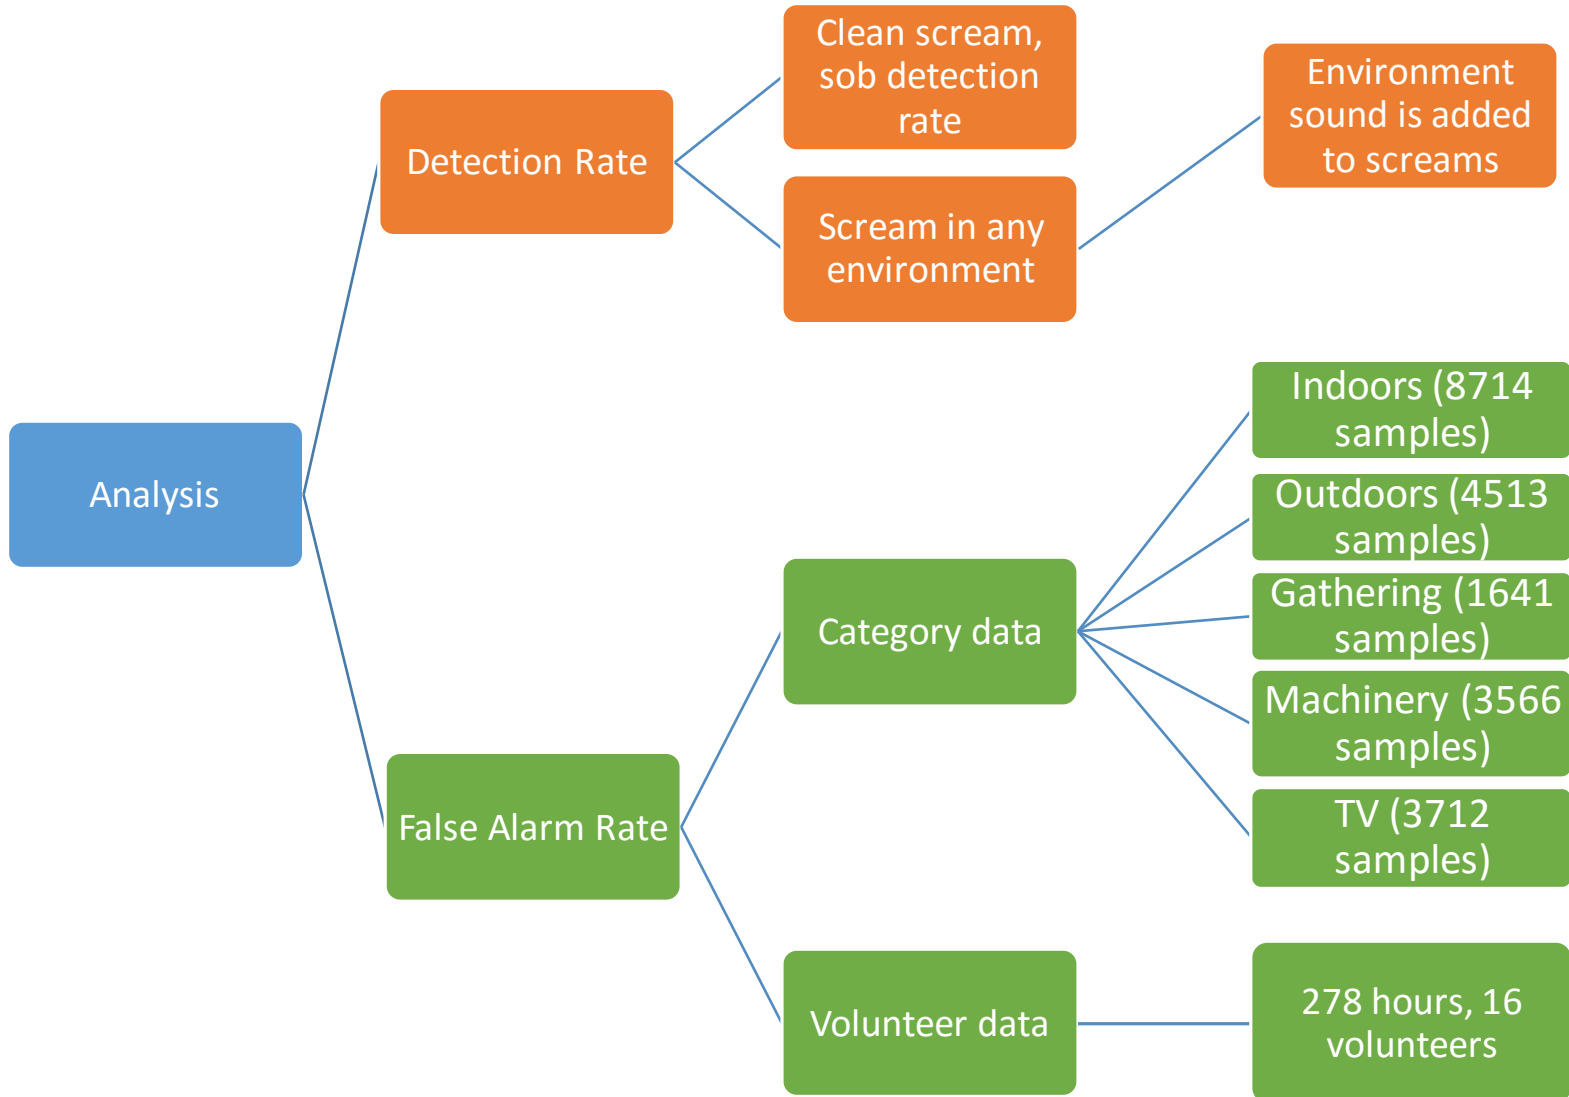 Analysis
Detection Rate
Clean scream,
sob detection
rate
Scream in any
environment
Environment
sound is added
to screams
False Alarm Rate
Category data
Indoors (8714
samples)
Outdoors (4513
samples)
Gathering (1641
samples)
Machinery (3566
samples)
TV (3712
samples)
Volunteer data
278 hours, 16
volunteers